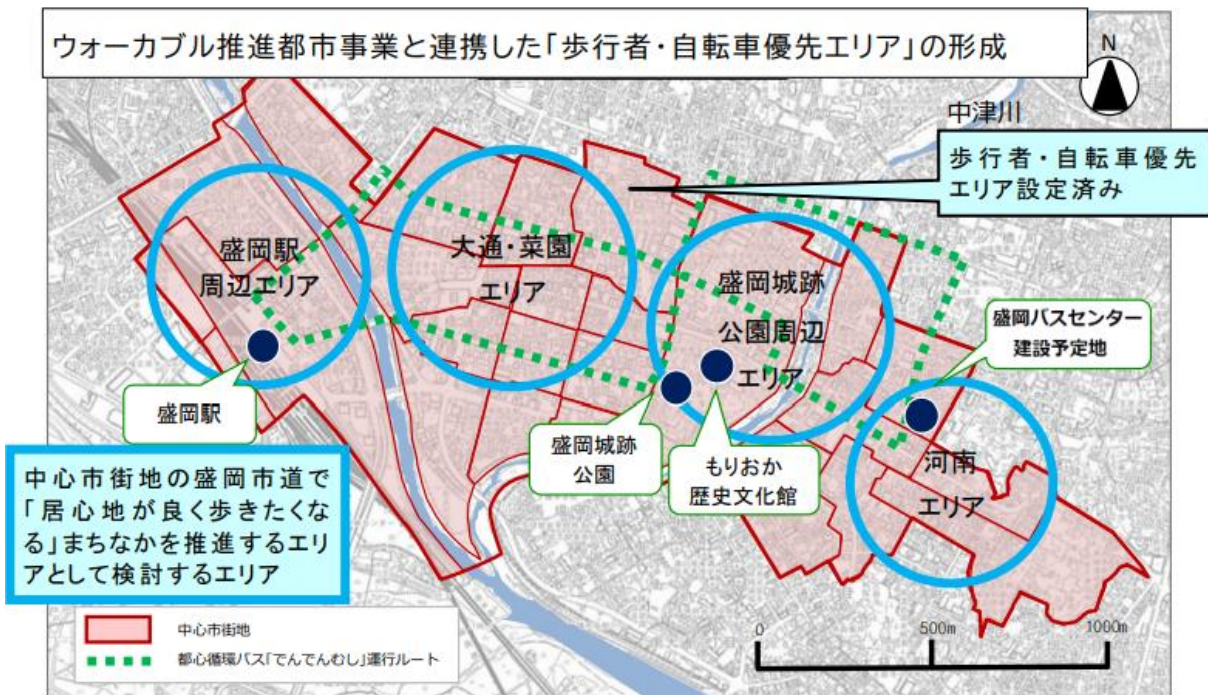 ウォーカブル推進都市事業と連携した「歩行者・自転車優先エリア」の形成
N
中津川
歩行者・自転車優先
エリア設定済み
盛岡駅
周辺エリア
大通・菜園
エリア
盛岡城跡
公園周辺
エリア
盛岡バスセンター
建設予定地
盛岡駅
盛岡城跡
公園
もりおか
歴史文化館
河南
エリア
中心市街地の盛岡市道で
「居心地が良く歩きたくな
る」まちなかを推進するエリ
アとして検討するエリア
中心市街地
都心循環バス「でんでんむし」運行ルート
0
500m
1000m